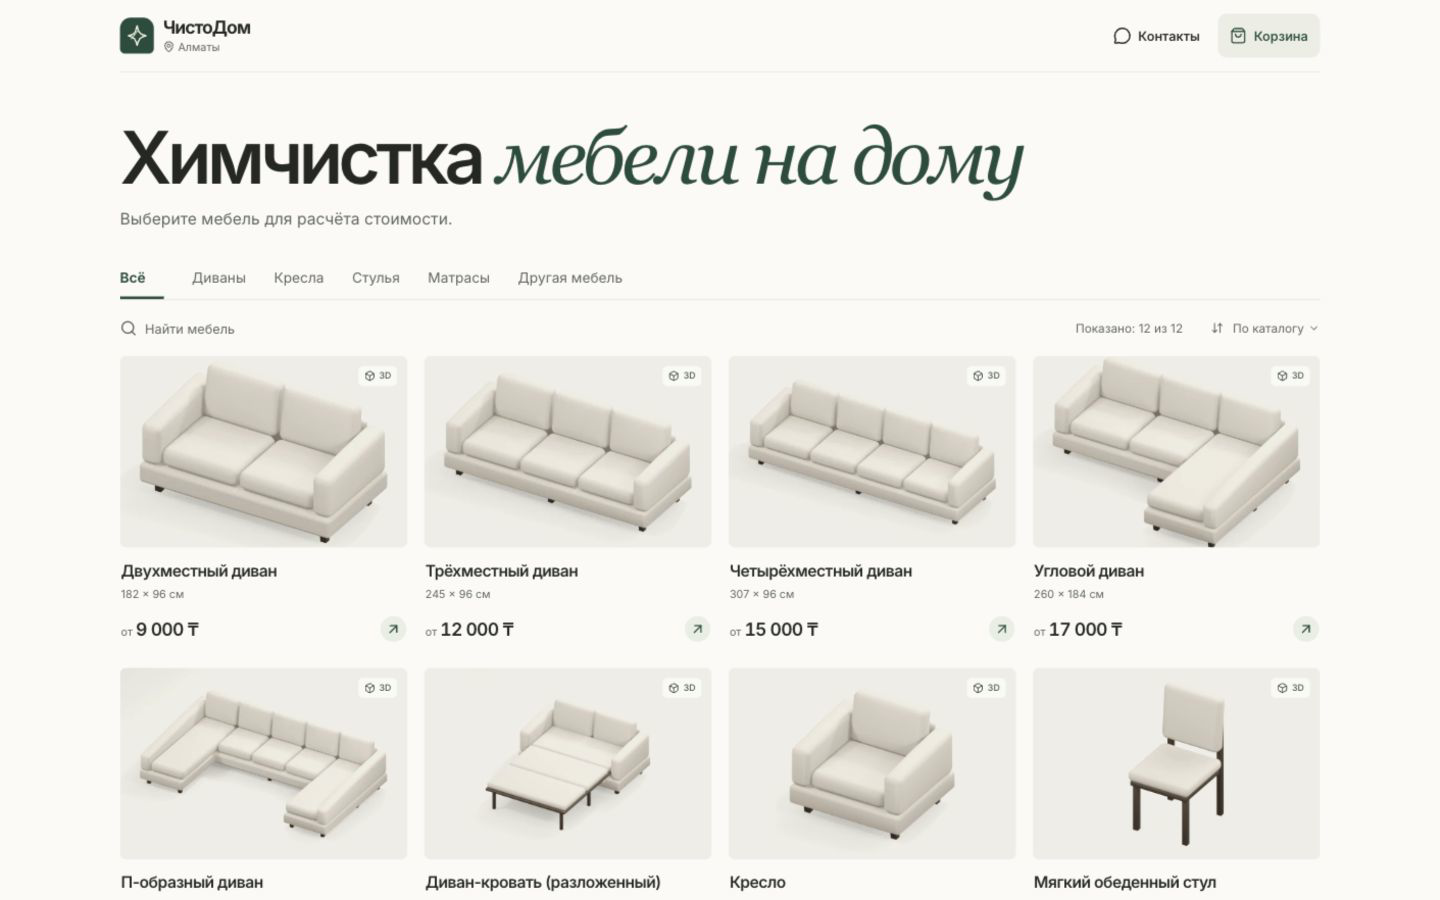 ЧистоДом
Алматы
Контакты
Корзина
Химчистка мебели на дому
Выберите мебель для расчёта стоимости.
Всё Диваны Кресла Стулья Матрасы Другая мебель
Найти мебель
Показано: 12 из 12
По каталогу
3D
3D
3D
3D
Двухместный диван
182 × 96 см
от 9 000 ₸
Трёхместный диван
245 × 96 см
от 12 000 ₸
Четырёхместный диван
307 × 96 см
от 15 000 ₸
Угловой диван
260 × 184 см
от 17 000 ₸
3D
3D
3D
3D
П-образный диван
Диван-кровать (разложенный)
Кресло
Мягкий обеденный стул